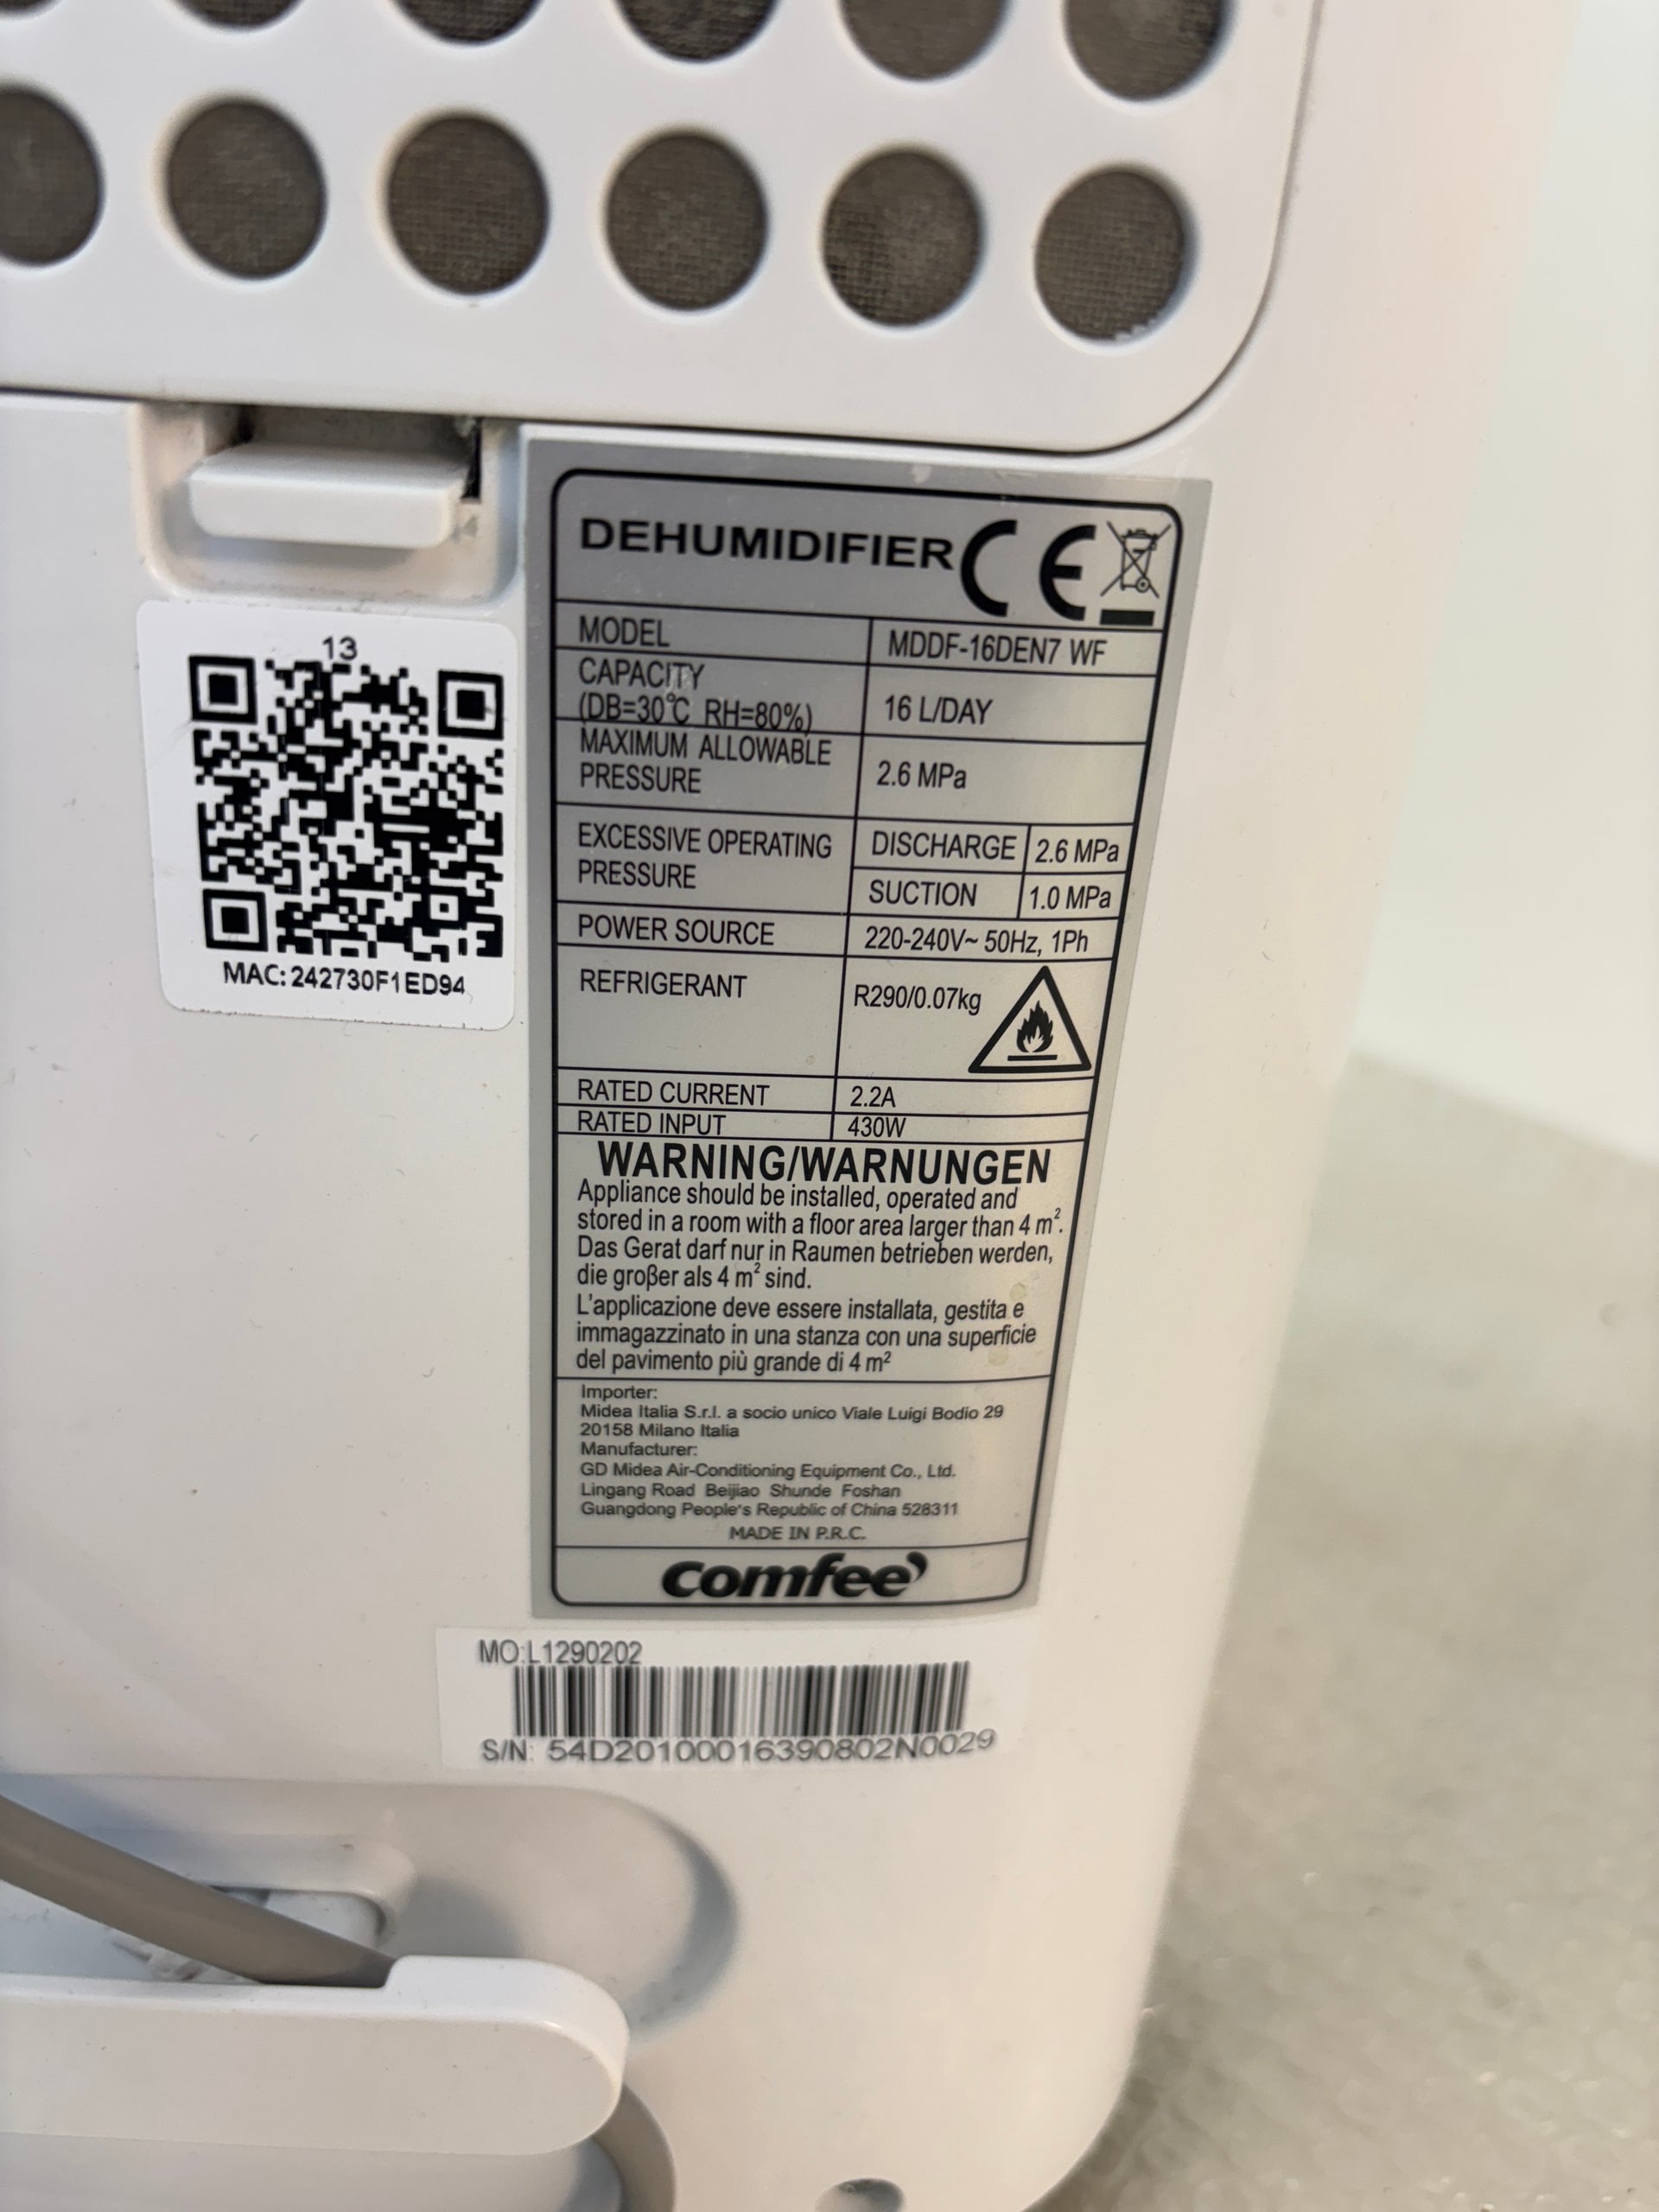 DEHUMIDIFIER CE
MODEL MDDF-16DEN7 WF
CAPACITY
(DB=30℃ RH=80%) 16 L/DAY
MAXIMUM ALLOWABLE
PRESSURE 2.6 MPa
EXCESSIVE OPERATING
PRESSURE
DISCHARGE 2.6 MPa
SUCTION 1.0 MPa
POWER SOURCE 220-240V~ 50Hz, 1Ph
REFRIGERANT R290/0.07kg
RATED CURRENT 2.2A
RATED INPUT 430W
WARNING/WARNUNGEN
Appliance should be installed, operated and
stored in a room with a floor area larger than 4 m².
Das Gerat darf nur in Raumen betrieben werden,
die großer als 4 m² sind.
L'applicazione deve essere installata, gestita e
immagazzinato in una stanza con una superficie
del pavimento più grande di 4 m²
Importer:
Midea Italia S.r.l. a socio unico Viale Luigi Bodio 29
20158 Milano Italia
Manufacturer:
GD Midea Air-Conditioning Equipment Co., Ltd.
Lingang Road Beijiao Shunde Foshan
Guangdong People's Republic of China 528311
MADE IN P.R.C.
comfee'
13
MAC:242730F1ED94
MO:L1290202
S/N: 54D20100016390802N0029